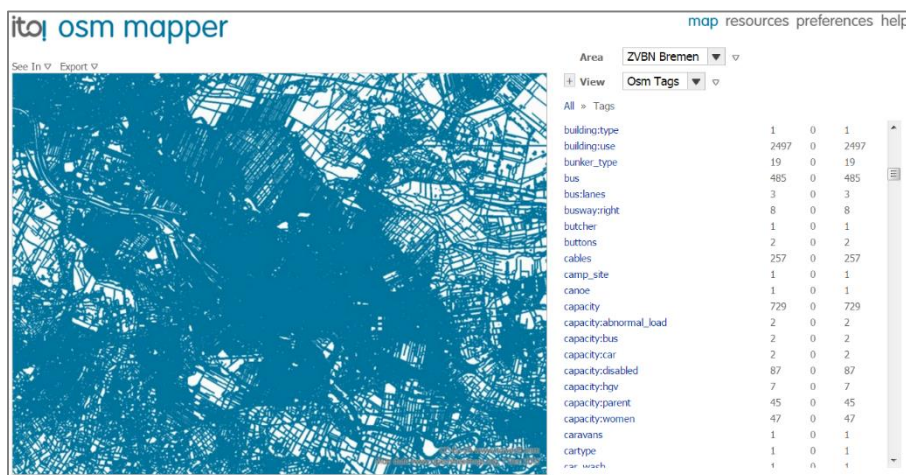 ito! osm mapper
map resources preferences help
See In Export
Area ZVBN Bremen
+ View Osm Tags
All » Tags
building:type 1 0 1
building:use 2497 0 2497
bunker_type 19 0 19
bus 485 0 485
bus:lanes 3 0 3
busway:right 8 0 8
butcher 1 0 1
buttons 2 0 2
cables 257 0 257
camp_site 1 0 1
canoe 1 0 1
capacity 729 0 729
capacity:abnormal_load 2 0 2
capacity:bus 2 0 2
capacity:car 2 0 2
capacity:disabled 87 0 87
capacity:hgv 7 0 7
capacity:parent 45 0 45
capacity:women 47 0 47
caravans 1 0 1
cartype 1 0 1
car_wash 1 0 1